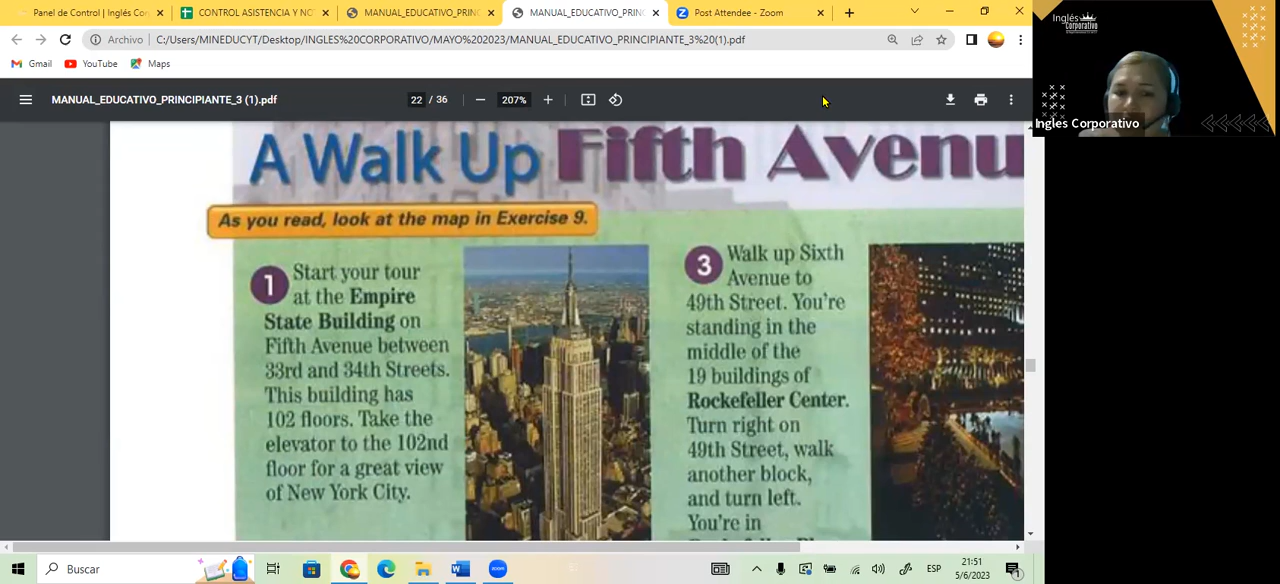 Panel de Control | Inglés Cor
CONTROL ASISTENCIA Y NO
MANUAL_EDUCATIVO_PRINC
MANUAL_EDUCATIVO_PRINC
Post Attendee - Zoom
Archivo
C:/Users/MINEDUCYT/Desktop/INGLES%20CORPORATIVO/MAYO%202023/MANUAL_EDUCATIVO_PRINCIPIANTE_3%20(1).pdf
Gmail
YouTube
Maps
MANUAL_EDUCATIVO_PRINCIPIANTE_3 (1).pdf
22 / 36
207%
A Walk Up Fifth Avenu
As you read, look at the map in Exercise 9.
1 Start your tour
at the Empire
State Building on
Fifth Avenue between
33rd and 34th Streets.
This building has
102 floors. Take the
elevator to the 102nd
floor for a great view
of New York City.
3 Walk up Sixth
Avenue to
49th Street. You're
standing in the
middle of the
19 buildings of
Rockefeller Center.
Turn right on
49th Street, walk
another block,
and turn left.
You're in
Inglés
Corporativo
Ingles Corporativo
Buscar
ESP
21:51
5/6/2023
1